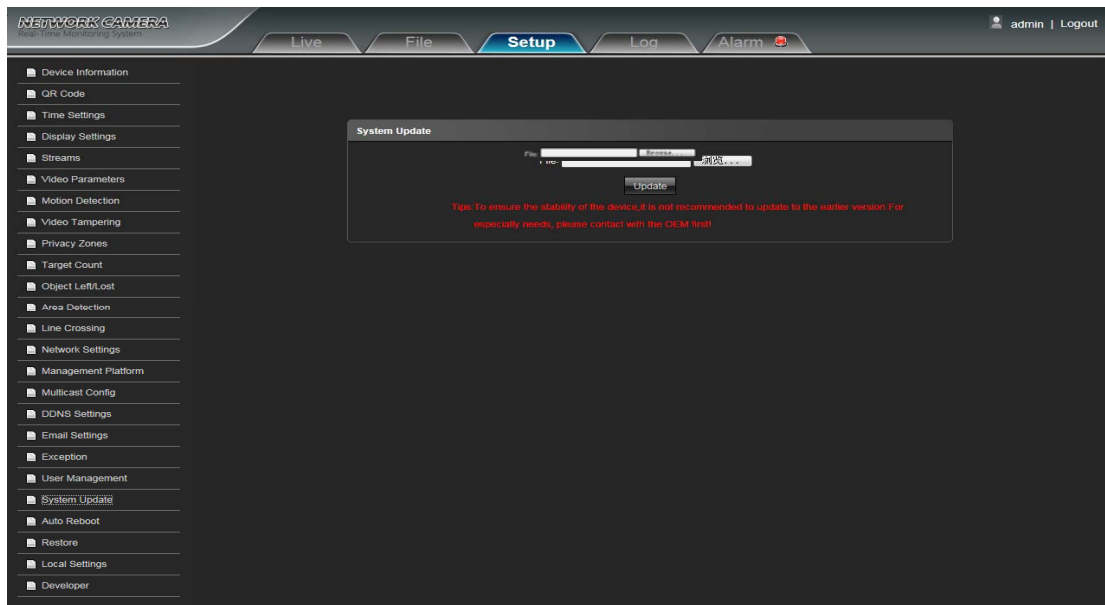 NETWORK CAMERA
Real-Time Monitoring System
admin | Logout
Live
File
Setup
Log
Alarm
Device Information
QR Code
Time Settings
Display Settings
Streams
Video Parameters
Motion Detection
Video Tampering
Privacy Zones
Target Count
Object Left/Lost
Area Detection
Line Crossing
Network Settings
Management Platform
Multicast Config
DDNS Settings
Email Settings
Exception
User Management
System Update
Auto Reboot
Restore
Local Settings
Developer
System Update
File Browse...
File: 浏览...
Update
Tips:To ensure the stability of the device,it is not recommended to update to the earlier version.For
especially needs, please contact with the OEM first!